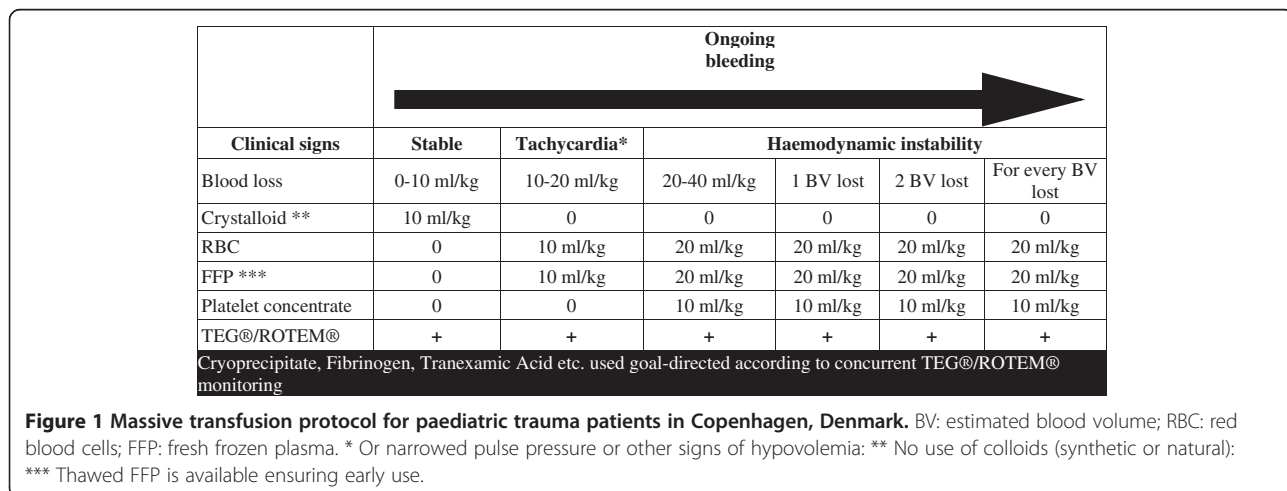 Ongoing
bleeding
Clinical signs Stable Tachycardia* Haemodynamic instability
Blood loss 0-10 ml/kg 10-20 ml/kg 20-40 ml/kg 1 BV lost 2 BV lost For every BV lost
Crystalloid ** 10 ml/kg 0 0 0 0 0
RBC 0 10 ml/kg 20 ml/kg 20 ml/kg 20 ml/kg 20 ml/kg
FFP *** 0 10 ml/kg 20 ml/kg 20 ml/kg 20 ml/kg 20 ml/kg
Platelet concentrate 0 0 10 ml/kg 10 ml/kg 10 ml/kg 10 ml/kg
TEG®/ROTEM® + + + + + +
Cryoprecipitate, Fibrinogen, Tranexamic Acid etc. used goal-directed according to concurrent TEG®/ROTEM®
monitoring
Figure 1 Massive transfusion protocol for paediatric trauma patients in Copenhagen, Denmark. BV: estimated blood volume; RBC: red
blood cells; FFP: fresh frozen plasma. * Or narrowed pulse pressure or other signs of hypovolemia: ** No use of colloids (synthetic or natural):
*** Thawed FFP is available ensuring early use.